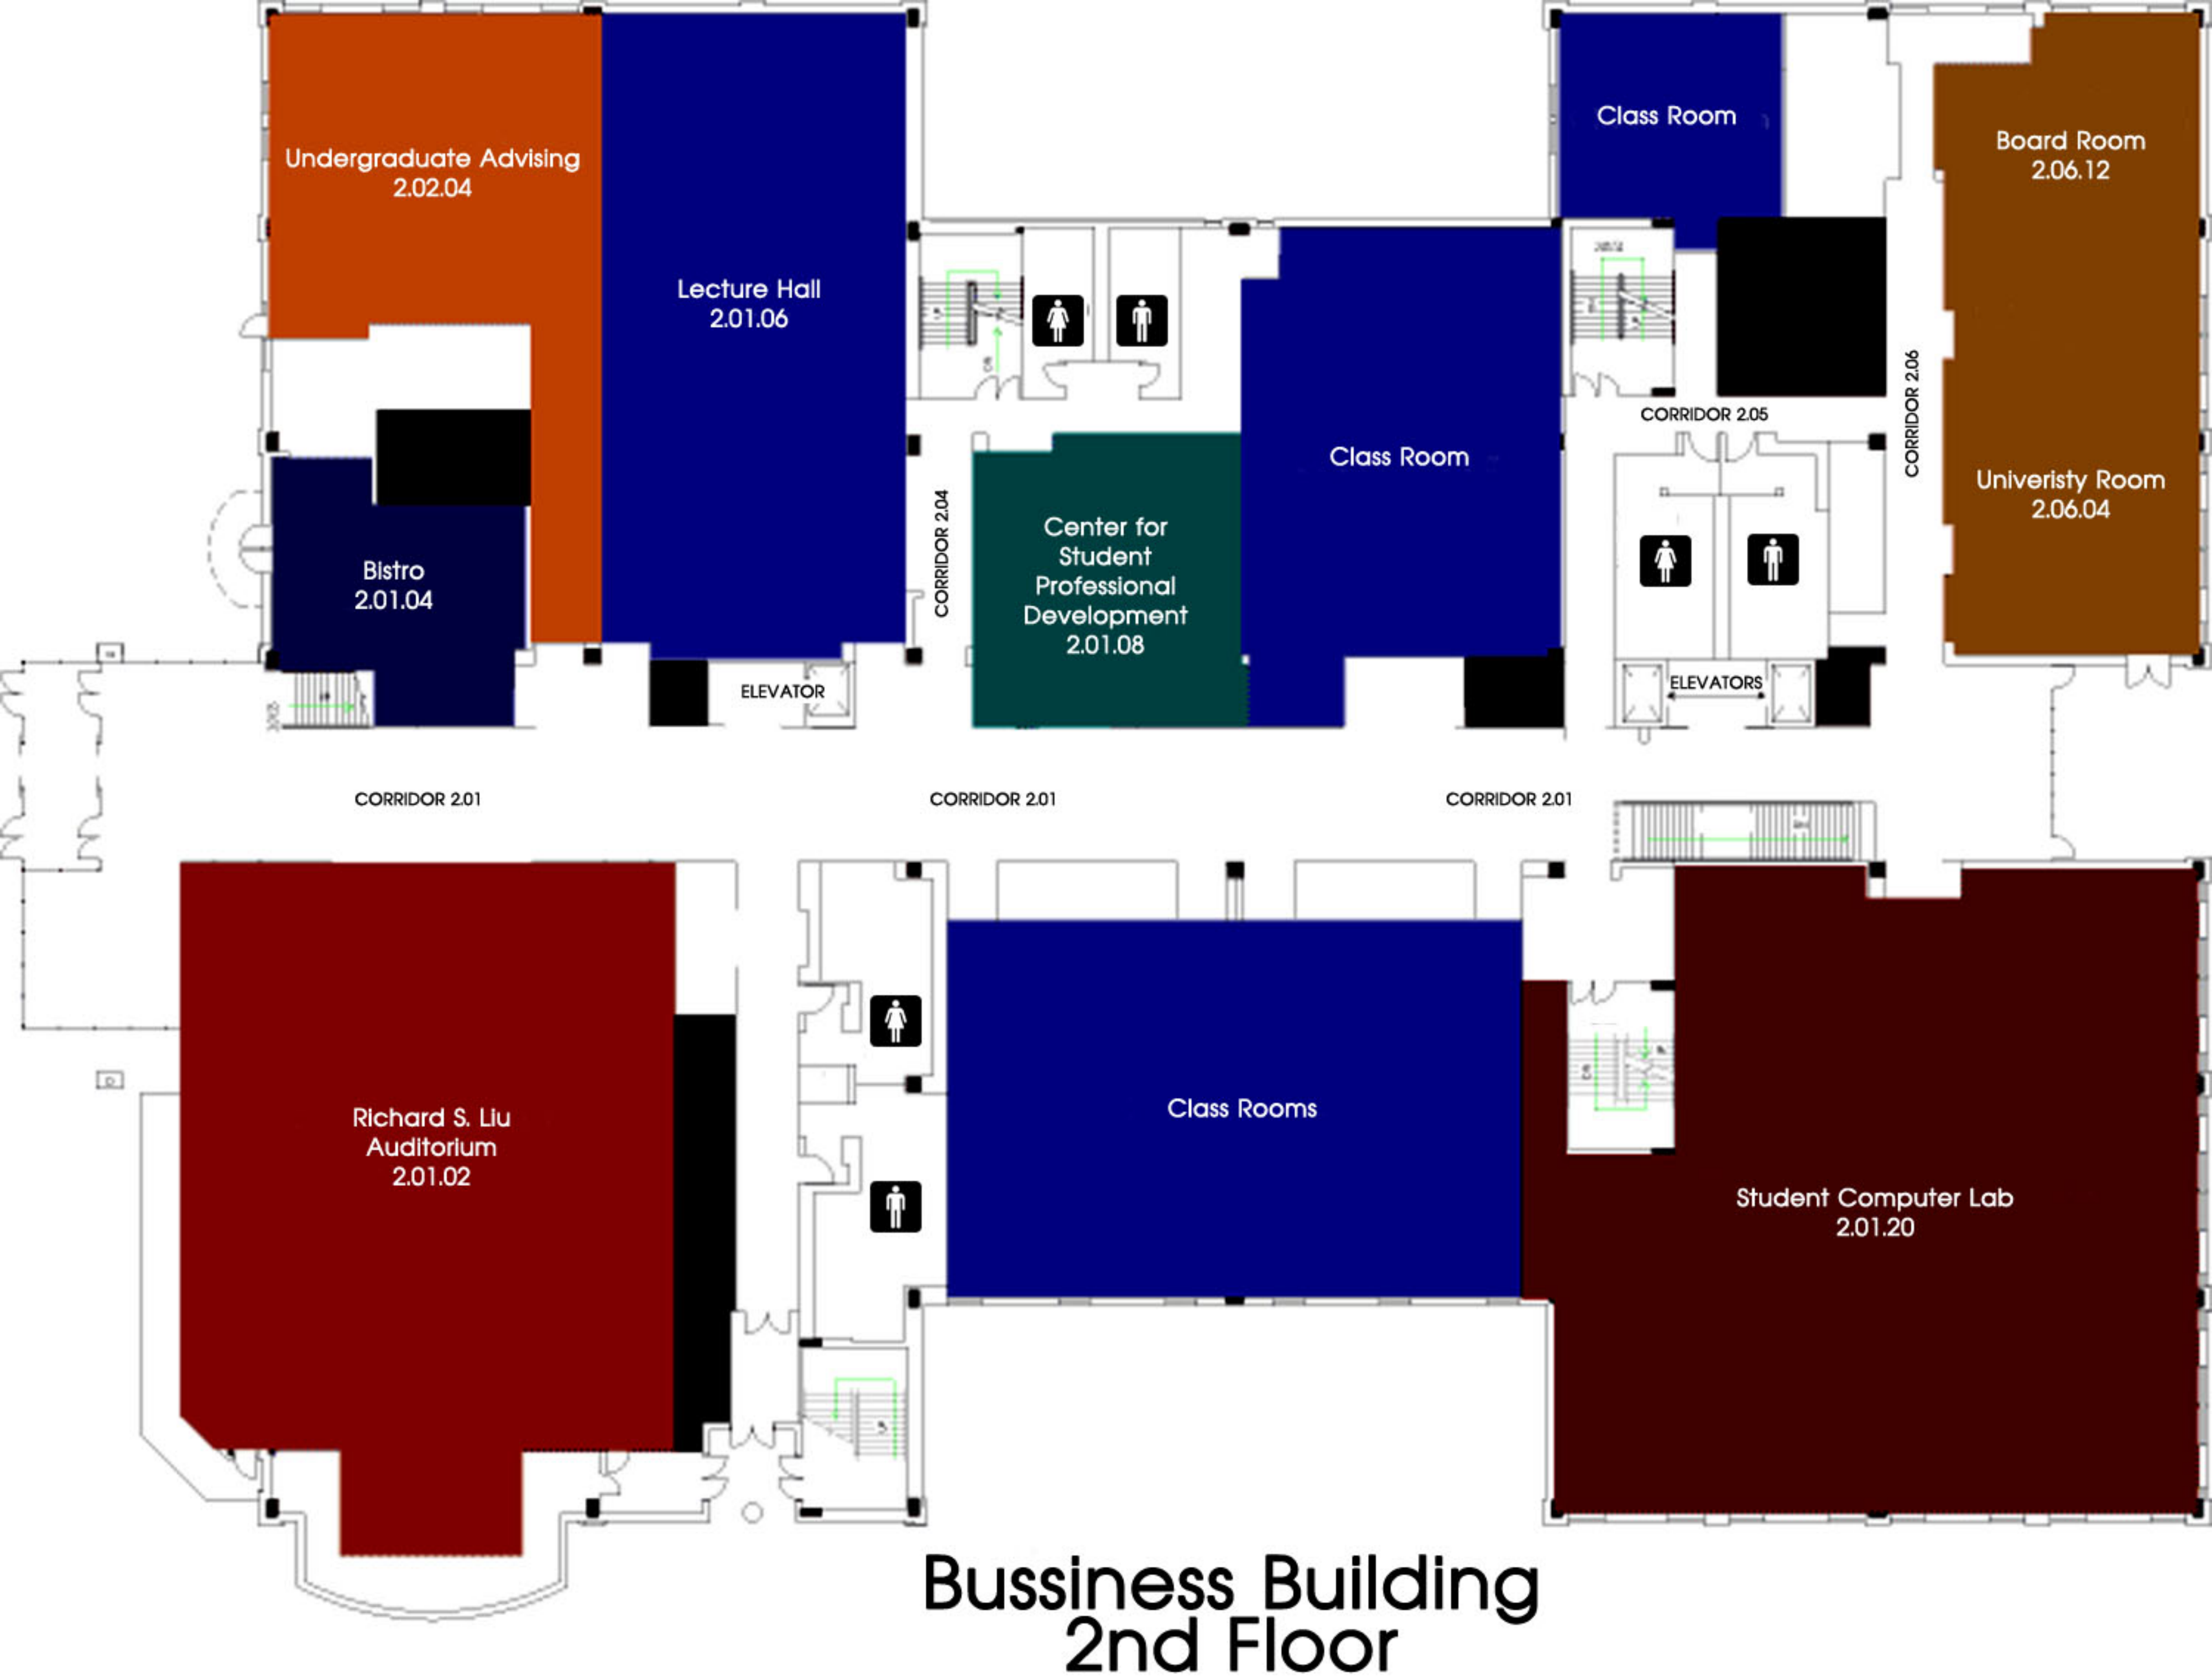 Undergraduate Advising
2.02.04
Lecture Hall
2.01.06
Class Room
Board Room
2.06.12
Class Room
CORRIDOR 2.05
CORRIDOR 2.06
Univeristy Room
2.06.04
Bistro
2.01.04
CORRIDOR 2.04
Center for
Student
Professional
Development
2.01.08
ELEVATOR
ELEVATORS
CORRIDOR 2.01
CORRIDOR 2.01
CORRIDOR 2.01
Richard S. Liu
Auditorium
2.01.02
Class Rooms
Student Computer Lab
2.01.20
Bussiness Building
2nd Floor